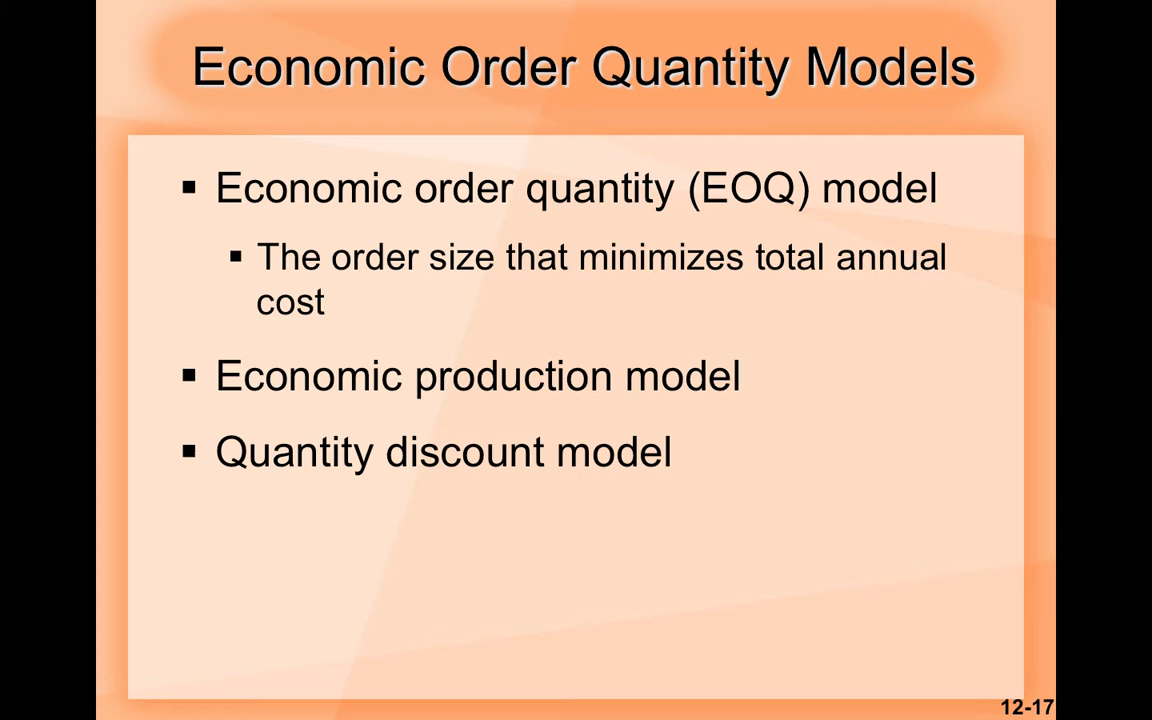 Economic Order Quantity Models
▪ Economic order quantity (EOQ) model
▪ The order size that minimizes total annual
cost
▪ Economic production model
▪ Quantity discount model
12-17